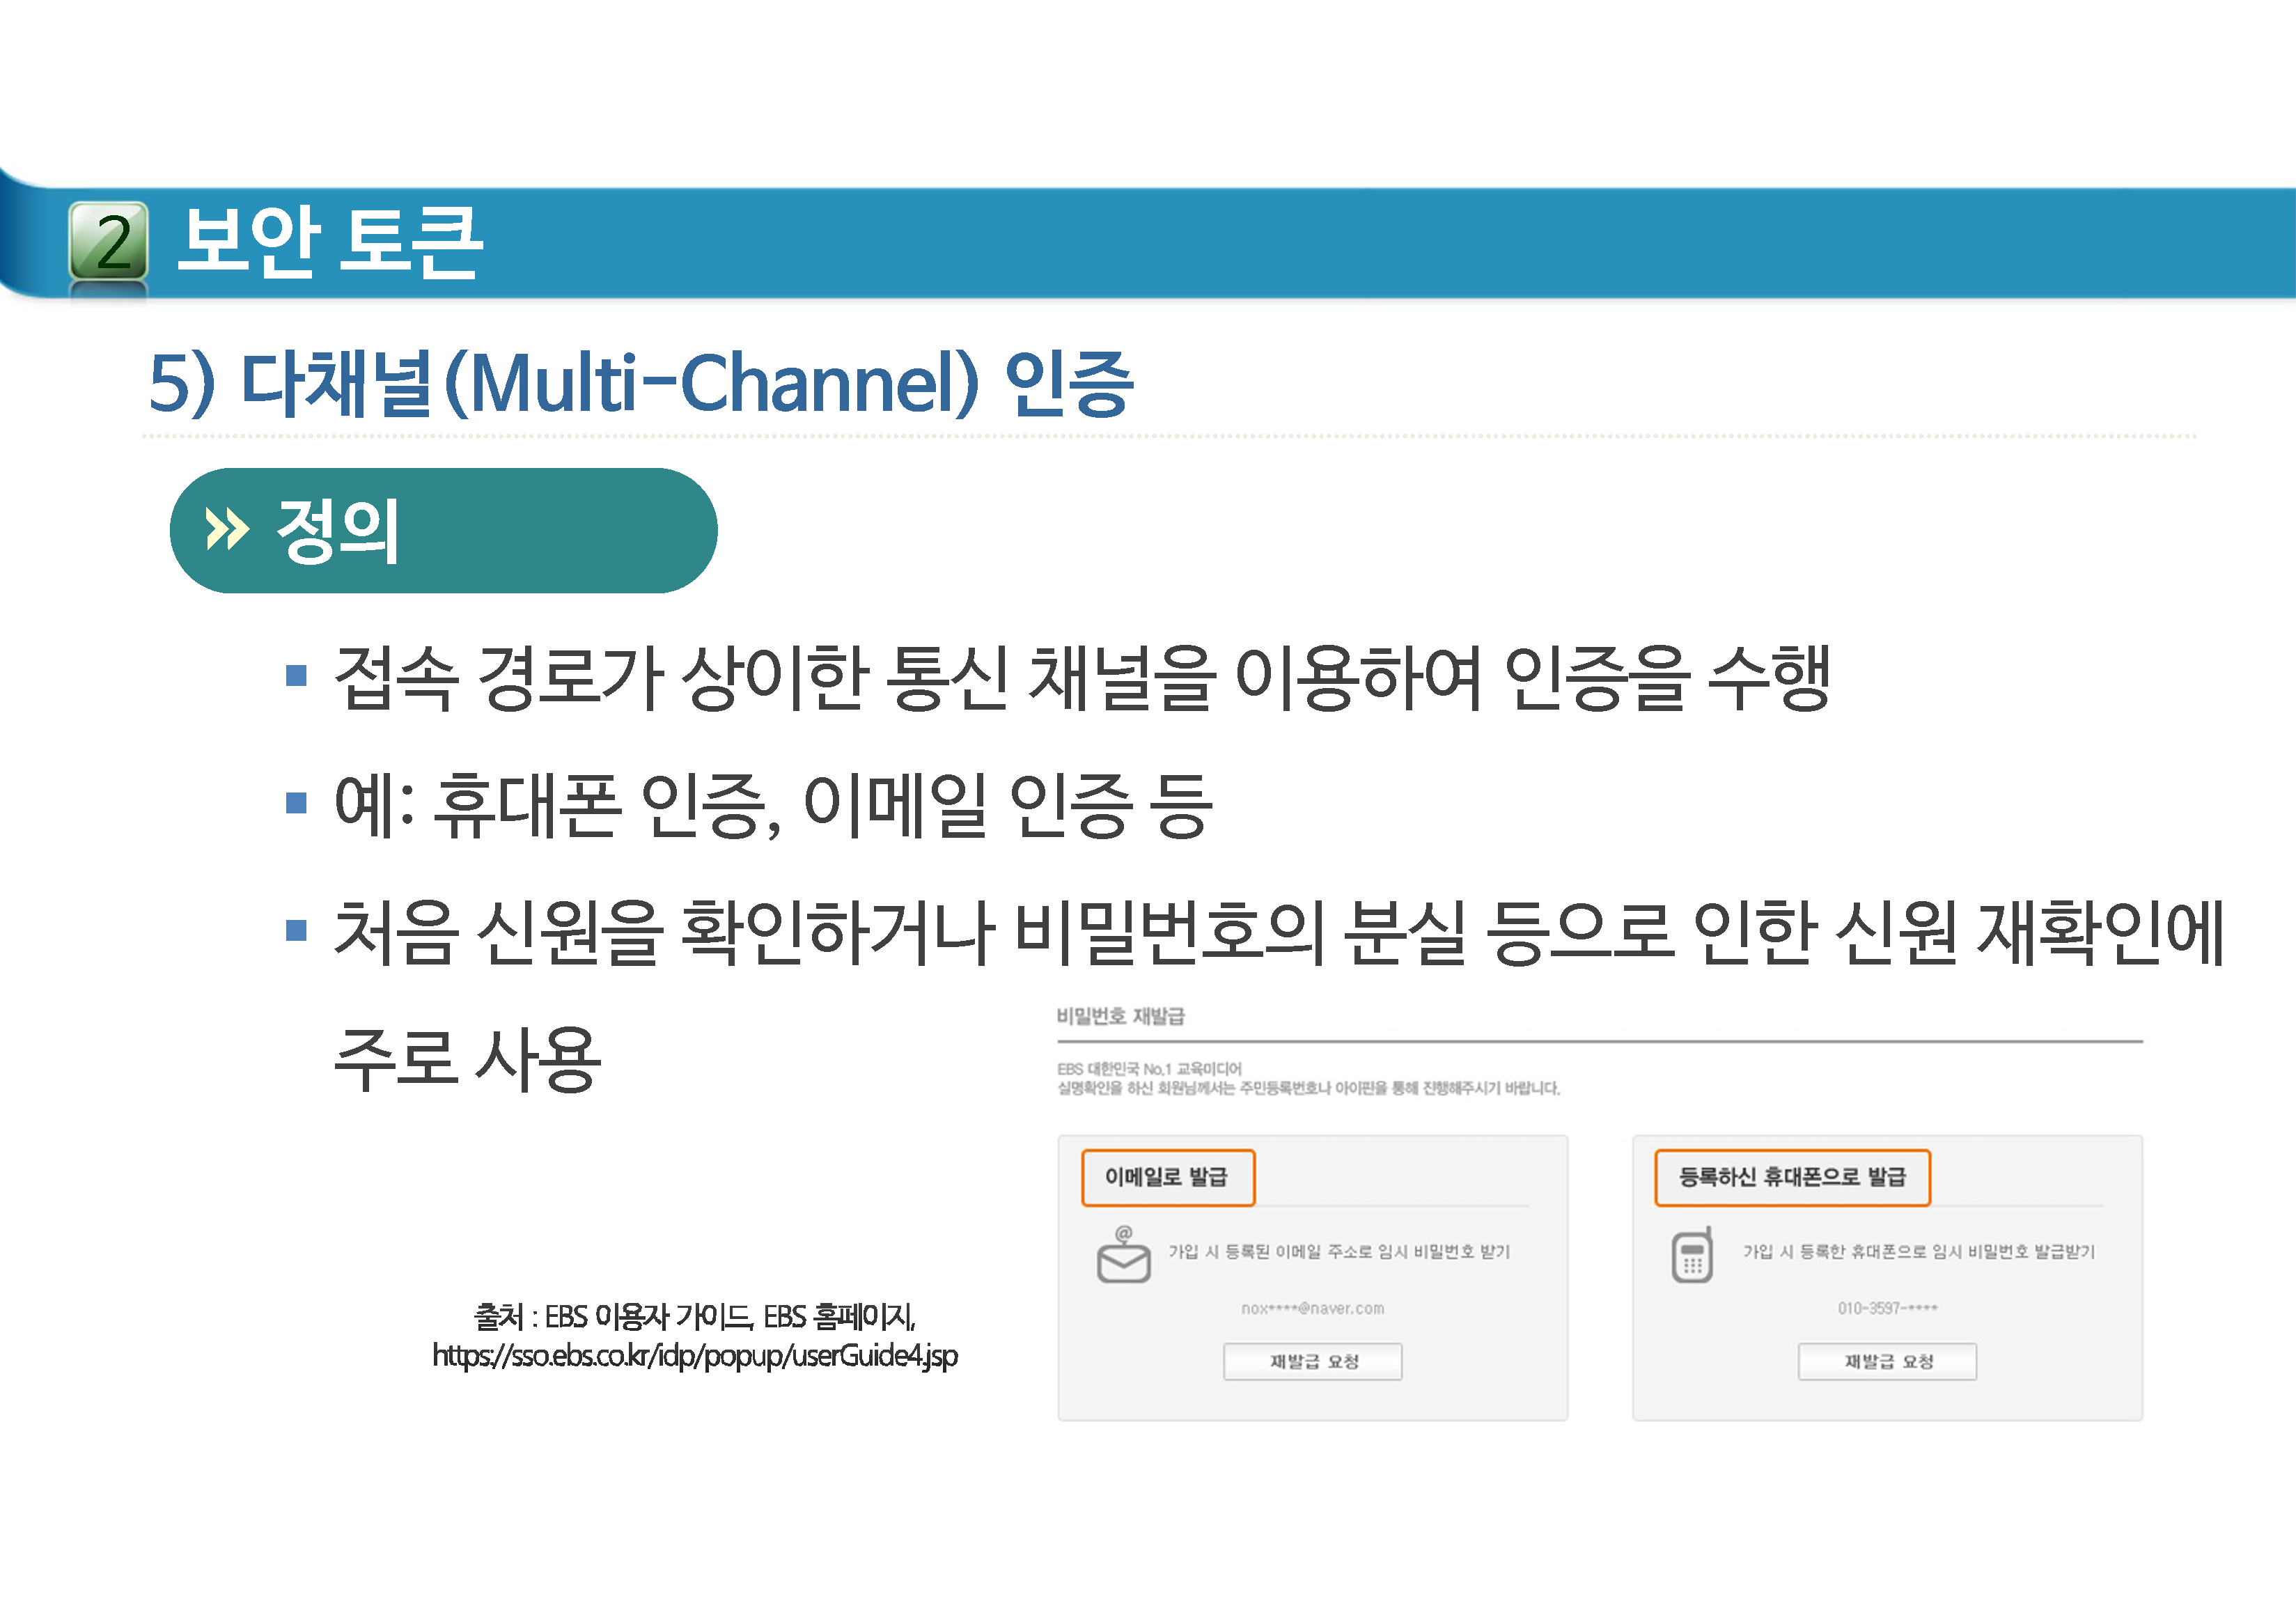 2 보안 토큰
5) 다채널(Multi-Channel) 인증
정의
접속 경로가 상이한 통신 채널을 이용하여 인증을 수행
예: 휴대폰 인증, 이메일 인증 등
처음 신원을 확인하거나 비밀번호의 분실 등으로 인한 신원 재확인에
주로 사용
비밀번호 재발급
EBS 대한민국 No.1 교육미디어
실명확인을 하신 회원님께서는 주민등록번호나 아이핀을 통해 진행해주시기 바랍니다.
이메일로 발급
가입 시 등록된 이메일 주소로 임시 비밀번호 받기
nox****@naver.com
재발급 요청
등록하신 휴대폰으로 발급
가입 시 등록한 휴대폰으로 임시 비밀번호 발급받기
010-3597-****
재발급 요청
출처 : EBS 이용자 가이드, EBS 홈페이지,
https://sso.ebs.co.kr/idp/popup/userGuide4.jsp